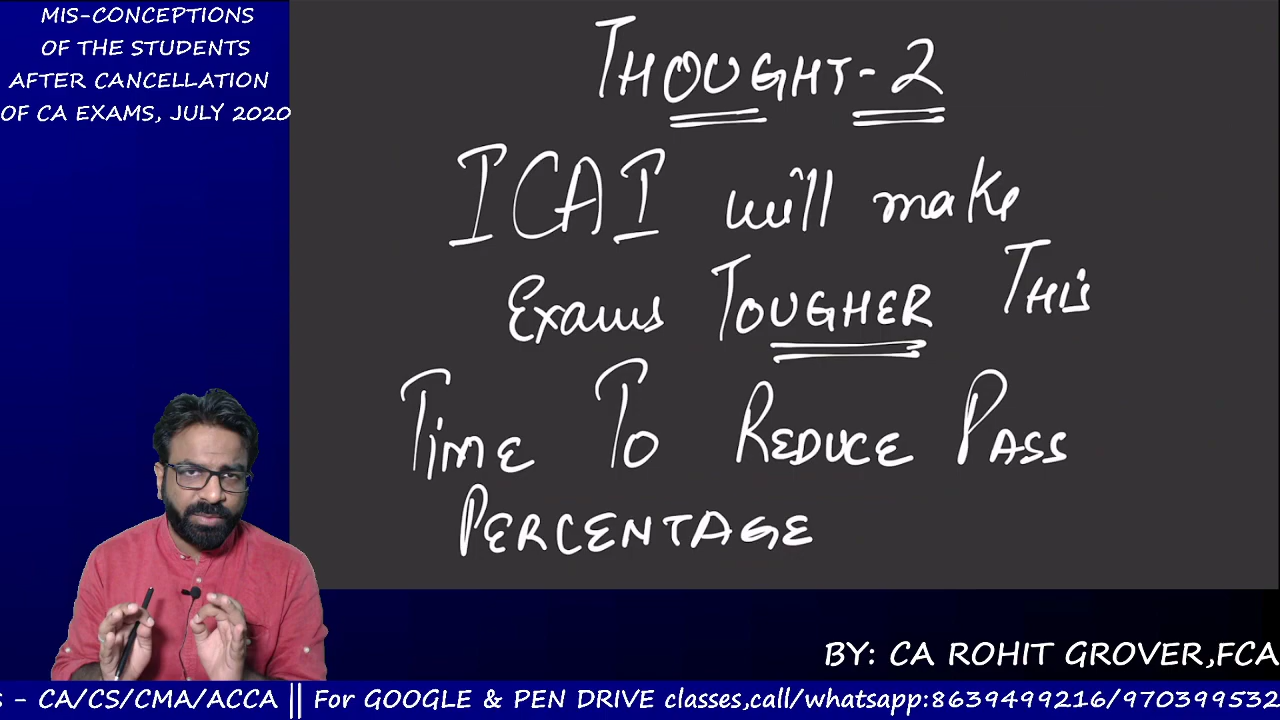 MIS-CONCEPTIONS
OF THE STUDENTS
AFTER CANCELLATION
OF CA EXAMS, JULY 2020
THOUGHT-2
ICAI will make
Exams TOUGHER THis
TimE To REDUCE PASS
PERCENTAGE
BY: CA ROHIT GROVER,FCA
s - CA/CS/CMA/ACCA || For GOOGLE & PEN DRIVE classes,call/whatsapp:8639499216/970399532